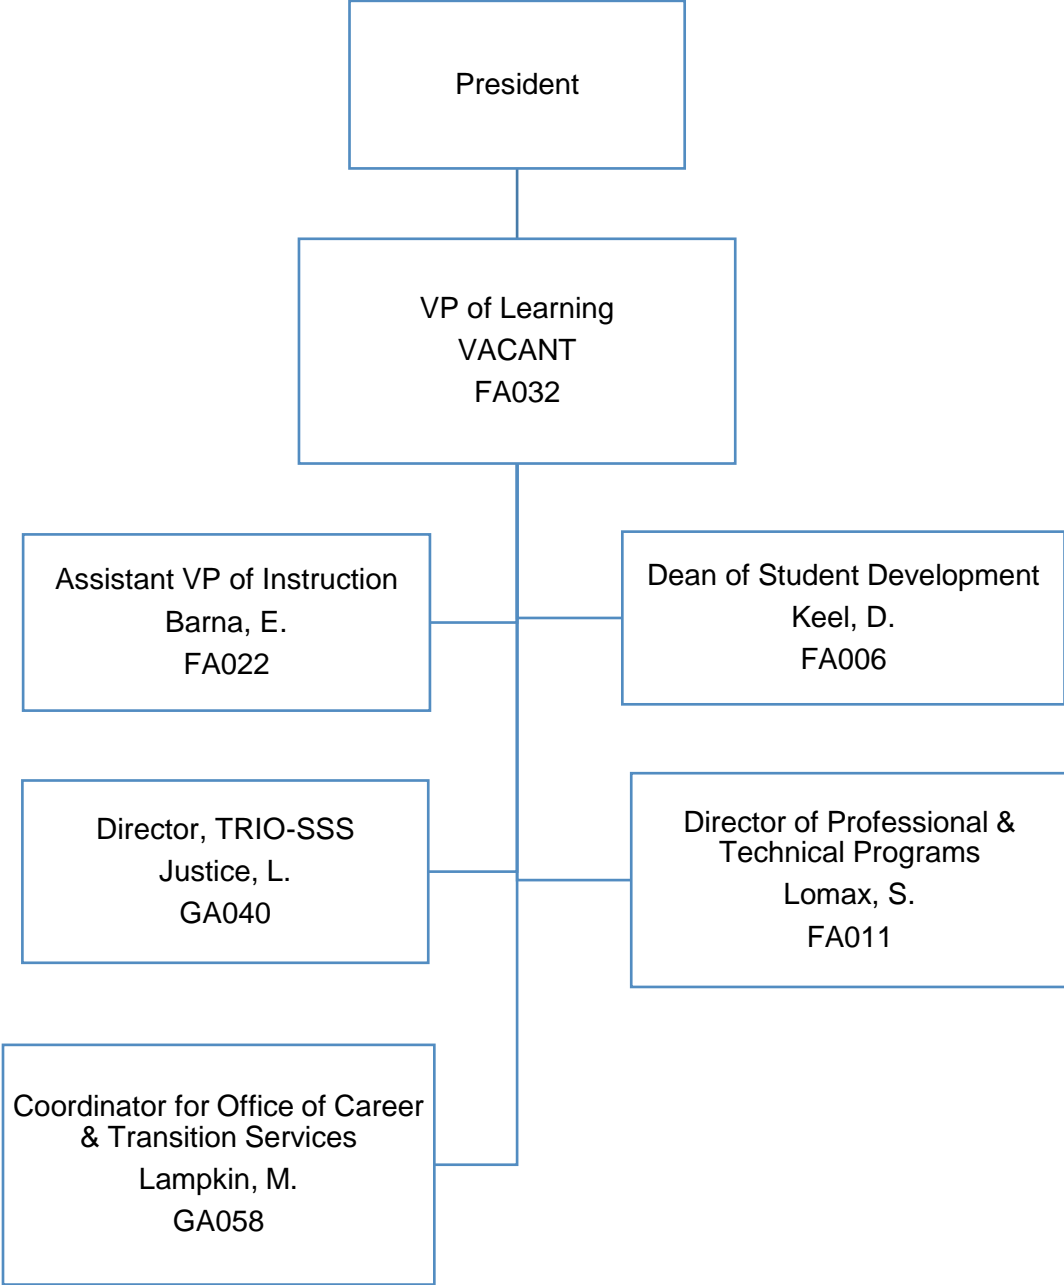 President
VP of Learning
VACANT
FA032
Assistant VP of Instruction
Barna, E.
FA022
Dean of Student Development
Keel, D.
FA006
Director, TRIO-SSS
Justice, L.
GA040
Director of Professional &
Technical Programs
Lomax, S.
FA011
Coordinator for Office of Career
& Transition Services
Lampkin, M.
GA058